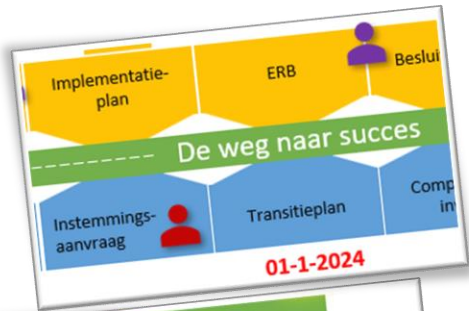 Implementatie-
plan
ERB
De weg naar succes
Instemmings-
aanvraag
Transitieplan
01-1-2024